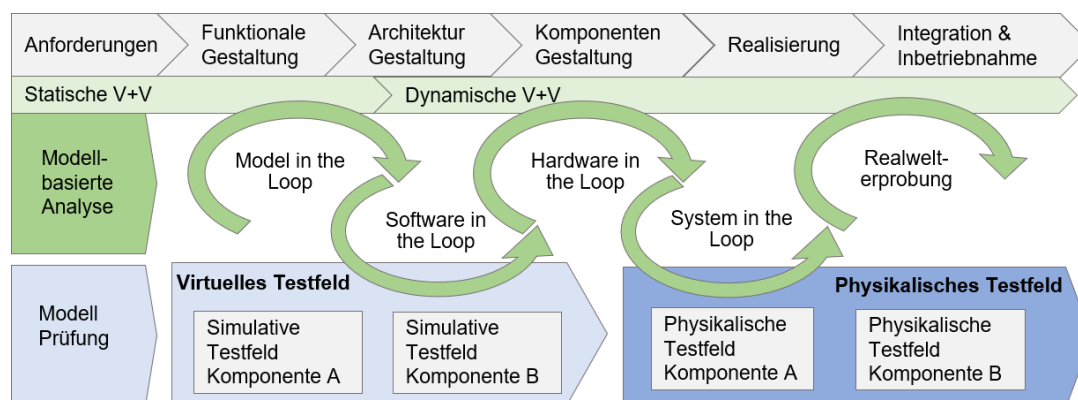 Anforderungen
Funktionale
Gestaltung
Architektur
Gestaltung
Komponenten
Gestaltung
Realisierung
Integration &
Inbetriebnahme
Statische V+V
Dynamische V+V
Modell-
basierte
Analyse
Model in the
Loop
Software in
the Loop
Hardware in
the Loop
System in the
Loop
Realwelt-
erprobung
Modell
Prüfung
Virtuelles Testfeld
Simulative
Testfeld
Komponente A
Simulative
Testfeld
Komponente B
Physikalisches Testfeld
Physikalische
Testfeld
Komponente A
Physikalische
Testfeld
Komponente B